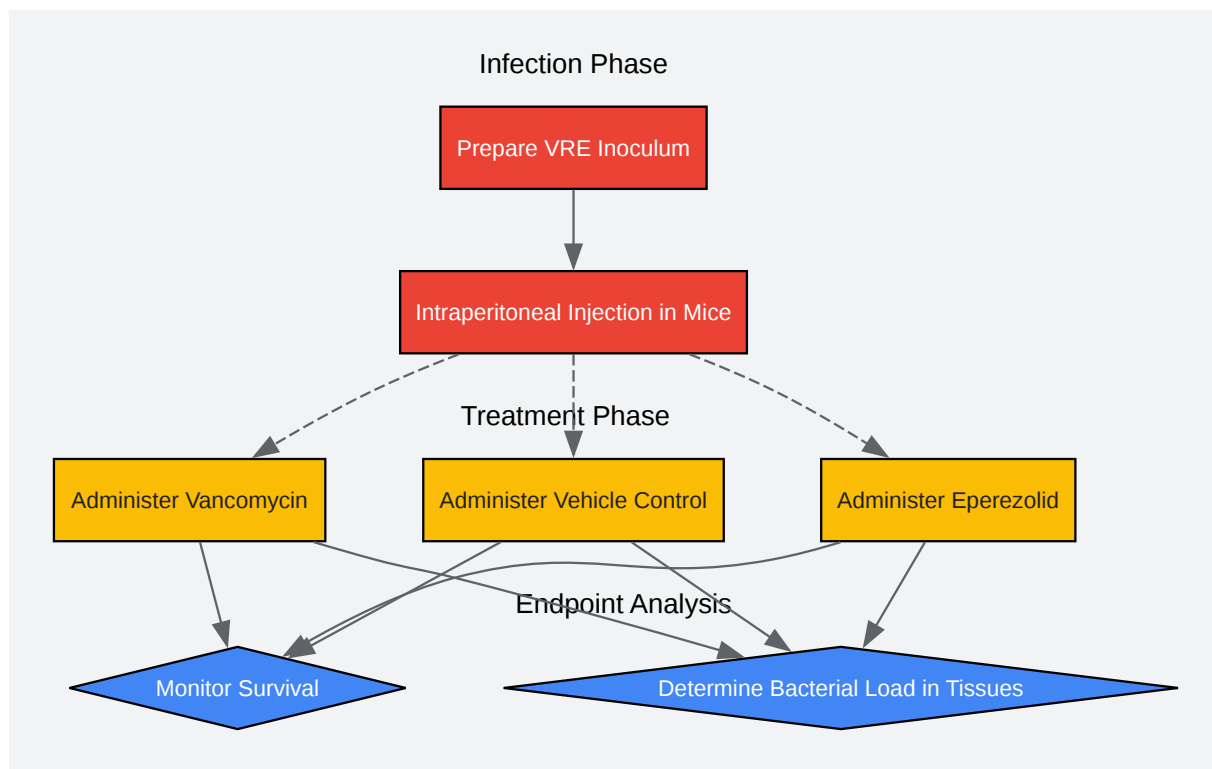 Infection Phase
Prepare VRE Inoculum
Intraperitoneal Injection in Mice
Treatment Phase
Administer Vancomycin
Administer Vehicle Control
Administer Eperezolid
Endpoint Analysis
Monitor Survival
Determine Bacterial Load in Tissues